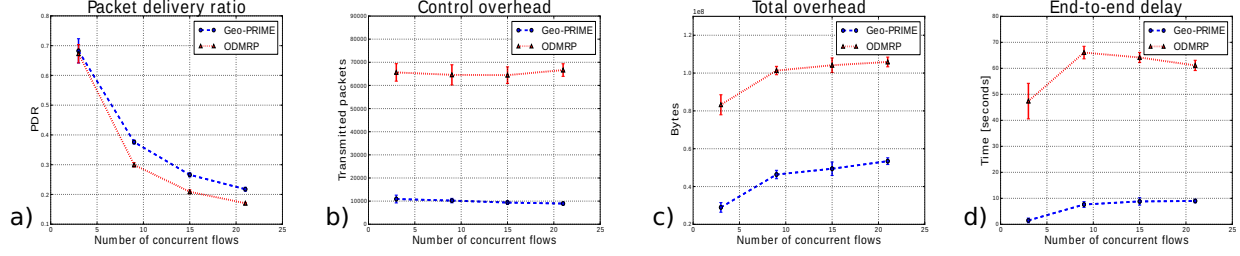 Packet delivery ratio
0.8
0.7
0.6
0.5
0.4
0.3
0.2
0.1
PDR
Geo-PRIME
ODMRP
0 5 10 15 20 25
Number of concurrent flows
a)
Control overhead
100000
90000
80000
70000
60000
50000
40000
30000
20000
10000
0
Transmitted packets
Geo-PRIME
ODMRP
0 5 10 15 20 25
Number of concurrent flows
b)
Total overhead
1e8
1.2
1.0
0.8
0.6
0.4
0.2
Bytes
Geo-PRIME
ODMRP
0 5 10 15 20 25
Number of concurrent flows
c)
End-to-end delay
80
70
60
50
40
30
20
10
0
Time [seconds]
Geo-PRIME
ODMRP
0 5 10 15 20 25
Number of concurrent flows
d)